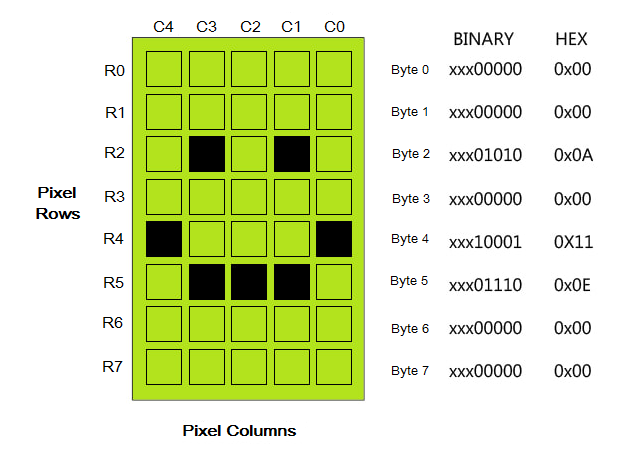 C4 C3 C2 C1 C0
BINARY HEX
R0 Byte 0 xxx00000 0x00
R1 Byte 1 xxx00000 0x00
R2 Byte 2 xxx01010 0x0A
R3 Byte 3 xxx00000 0x00
R4 Byte 4 xxx10001 0X11
R5 Byte 5 xxx01110 0x0E
R6 Byte 6 xxx00000 0x00
R7 Byte 7 xxx00000 0x00
Pixel
Rows
Pixel Columns